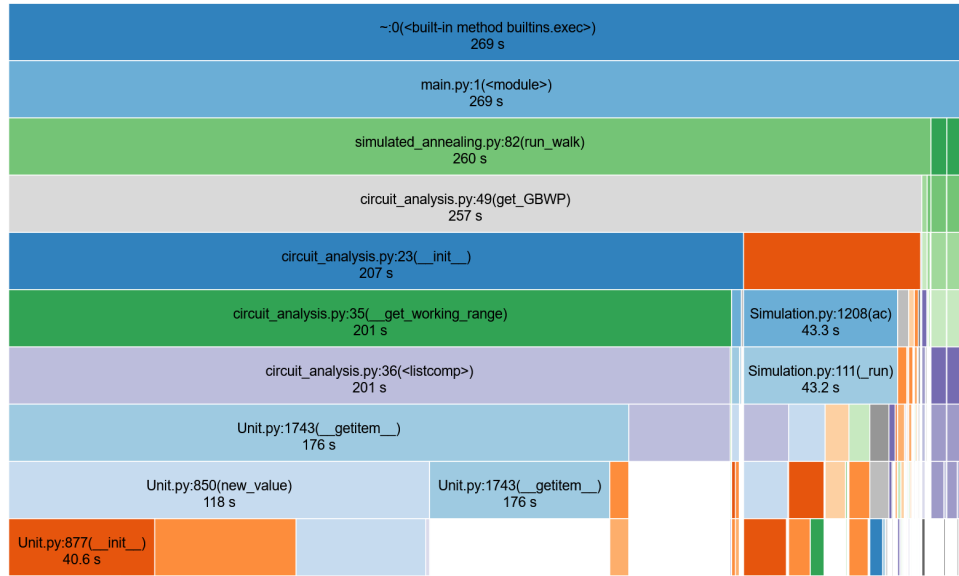 ~:0(<built-in method builtins.exec>)
269 s
main.py:1(<module>)
269 s
simulated_annealing.py:82(run_walk)
260 s
circuit_analysis.py:49(get_GBWP)
257 s
circuit_analysis.py:23(__init__)
207 s
circuit_analysis.py:35(__get_working_range)
201 s
Simulation.py:1208(ac)
43.3 s
circuit_analysis.py:36(<listcomp>)
201 s
Simulation.py:111(_run)
43.2 s
Unit.py:1743(__getitem__)
176 s
Unit.py:850(new_value)
118 s
Unit.py:1743(__getitem__)
176 s
Unit.py:877(__init__)
40.6 s